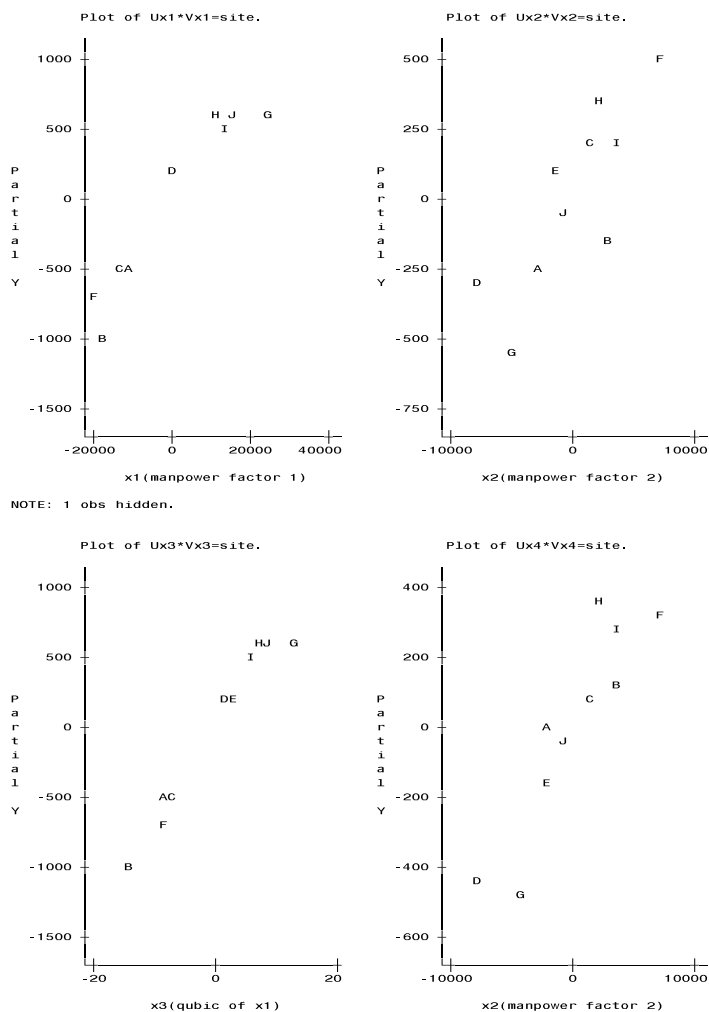 Plot of Ux1*Vx1=site.
1000
500
0
-500
-1000
-1500
Partial Y
H J G
I
D
CA
F
B
-20000 0 20000 40000
x1(manpower factor 1)
Plot of Ux2*Vx2=site.
500
250
0
-250
-500
-750
Partial Y
F
H
C I
E
J
B
A
D
G
-10000 0 10000
x2(manpower factor 2)
NOTE: 1 obs hidden.
Plot of Ux3*Vx3=site.
1000
500
0
-500
-1000
-1500
Partial Y
HJ G
I
DE
AC
F
B
-20 0 20
x3(qubic of x1)
Plot of Ux4*Vx4=site.
400
200
0
-200
-400
-600
Partial Y
H
F
I
B
C
A
J
E
D
G
-10000 0 10000
x2(manpower factor 2)